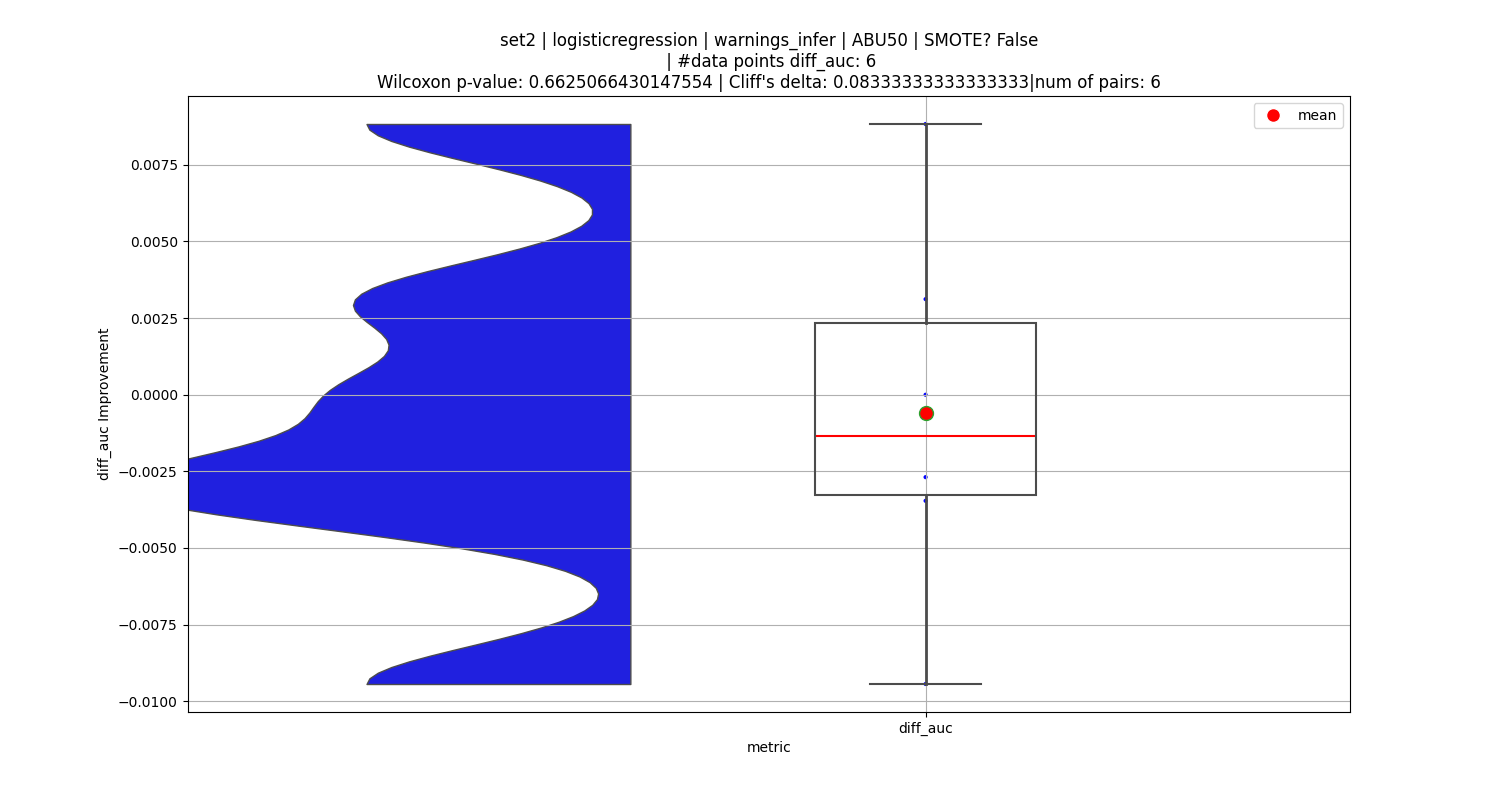 set2 | logisticregression | warnings_infer | ABU50 | SMOTE? False
| #data points diff_auc: 6
Wilcoxon p-value: 0.6625066430147554 | Cliff's delta: 0.08333333333333333|num of pairs: 6
mean
0.0075
0.0050
0.0025
0.0000
−0.0025
−0.0050
−0.0075
−0.0100
diff_auc Improvement
diff_auc
metric